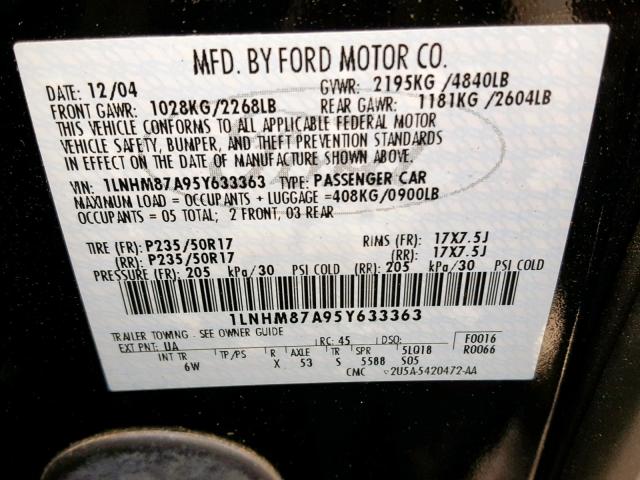 MFD. BY FORD MOTOR CO.
DATE: 12/04 GVWR: 2195KG /4840LB
FRONT GAWR: 1028KG/2268LB REAR GAWR: 1181KG /2604LB
THIS VEHICLE CONFORMS TO ALL APPLICABLE FEDERAL MOTOR
VEHICLE SAFETY, BUMPER, AND THEFT PREVENTION STANDARDS
IN EFFECT ON THE DATE OF MANUFACTURE SHOWN ABOVE.
VIN: 1LNHM87A95Y633363 TYPE: PASSENGER CAR
MAXIMUM LOAD = OCCUPANTS + LUGGAGE =408KG/0900LB
OCCUPANTS = 05 TOTAL; 2 FRONT, 03 REAR
TIRE (FR): P235/50R17 RIMS (FR): 17X7.5J
(RR): P235/50R17 (RR): 17X7.5J
PRESSURE (FR): 205 kPa/30 PSI COLD (RR): 205 kPa/30 PSI COLD
1LNHM87A95Y633363
TRAILER TOWING - SEE OWNER GUIDE
EXT PNT: UA RC: 45 DSO: F0016
INT TR TP/PS R AXLE TR SPR 5LQ18 R0066
6W X 53 S 5588 S05
CMC 2U5A-5420472-AA